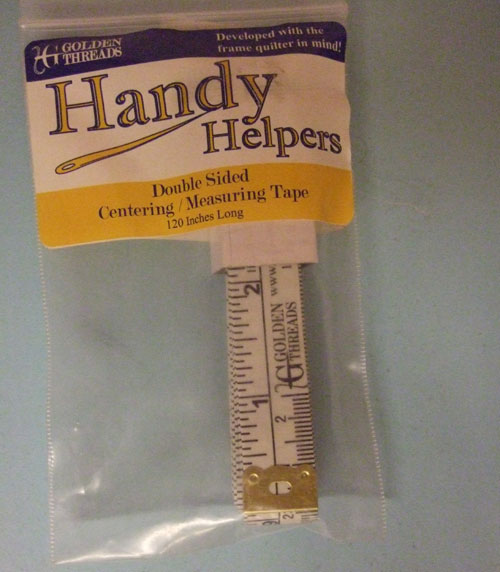 GOLDEN
THREADS
Developed with the
frame quilter in mind!
Handy
Helpers
Double Sided
Centering / Measuring Tape
120 Inches Long
2
GOLDEN
THREADS
www.
1
2